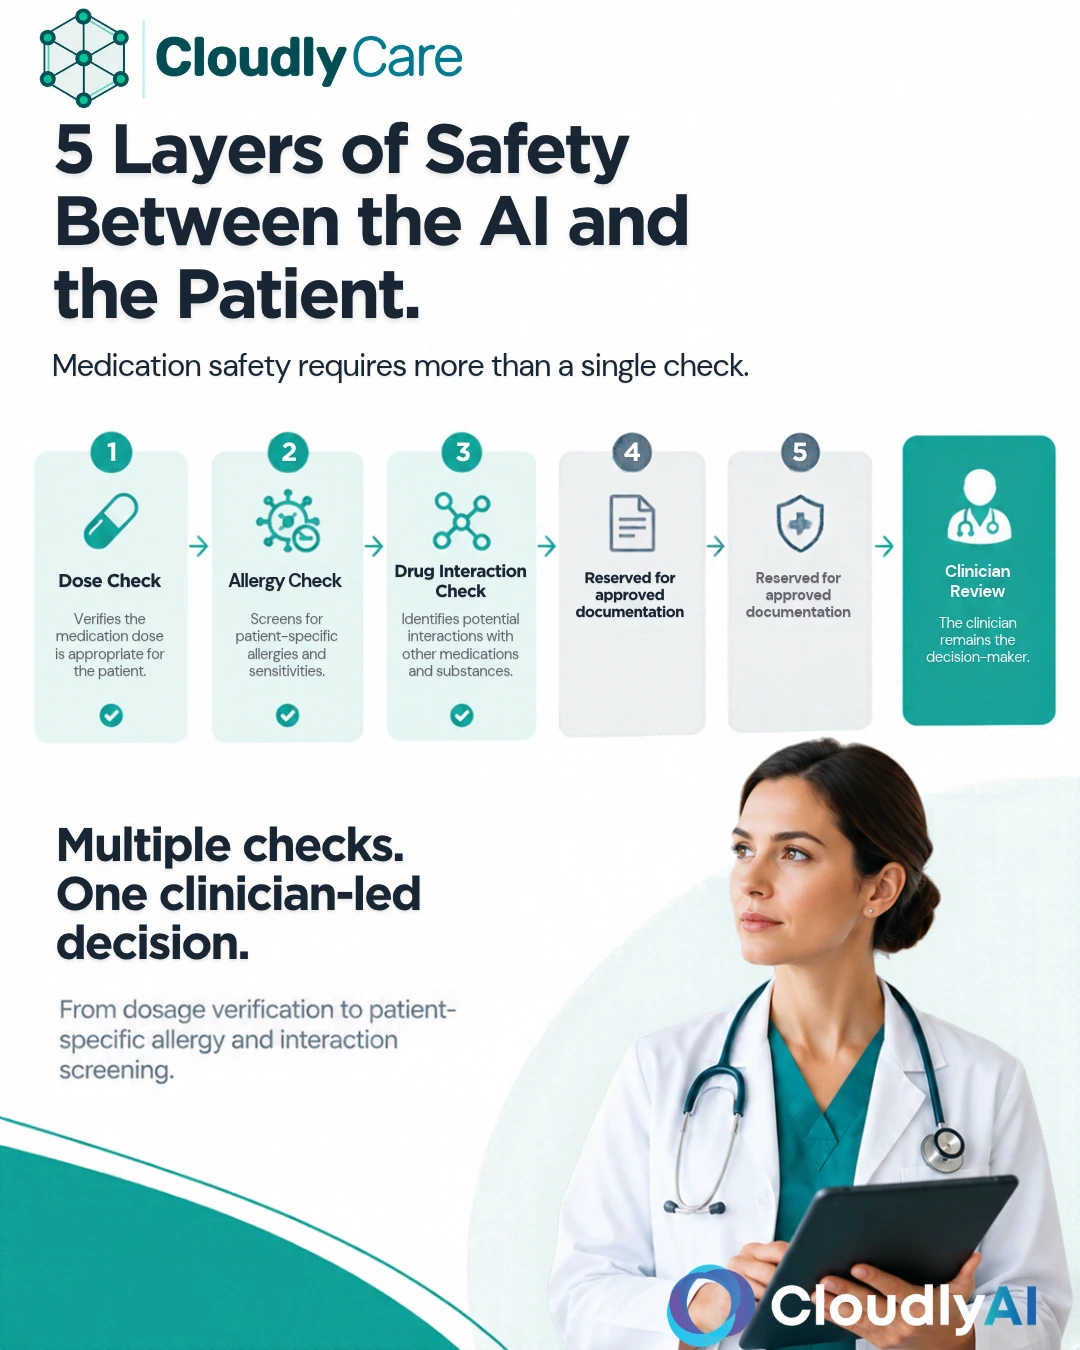 Cloudly Care
5 Layers of Safety
Between the AI and
the Patient.
Medication safety requires more than a single check.
1
Dose Check
Verifies the
medication dose
is appropriate for
the patient.
2
Allergy Check
Screens for
patient-specific
allergies and
sensitivities.
3
Drug Interaction
Check
Identifies potential
interactions with
other medications
and substances.
4
Reserved for
approved
documentation
5
Reserved for
approved
documentation
Clinician
Review
The clinician
remains the
decision-maker.
Multiple checks.
One clinician-led
decision.
From dosage verification to patient-
specific allergy and interaction
screening.
CloudlyAI